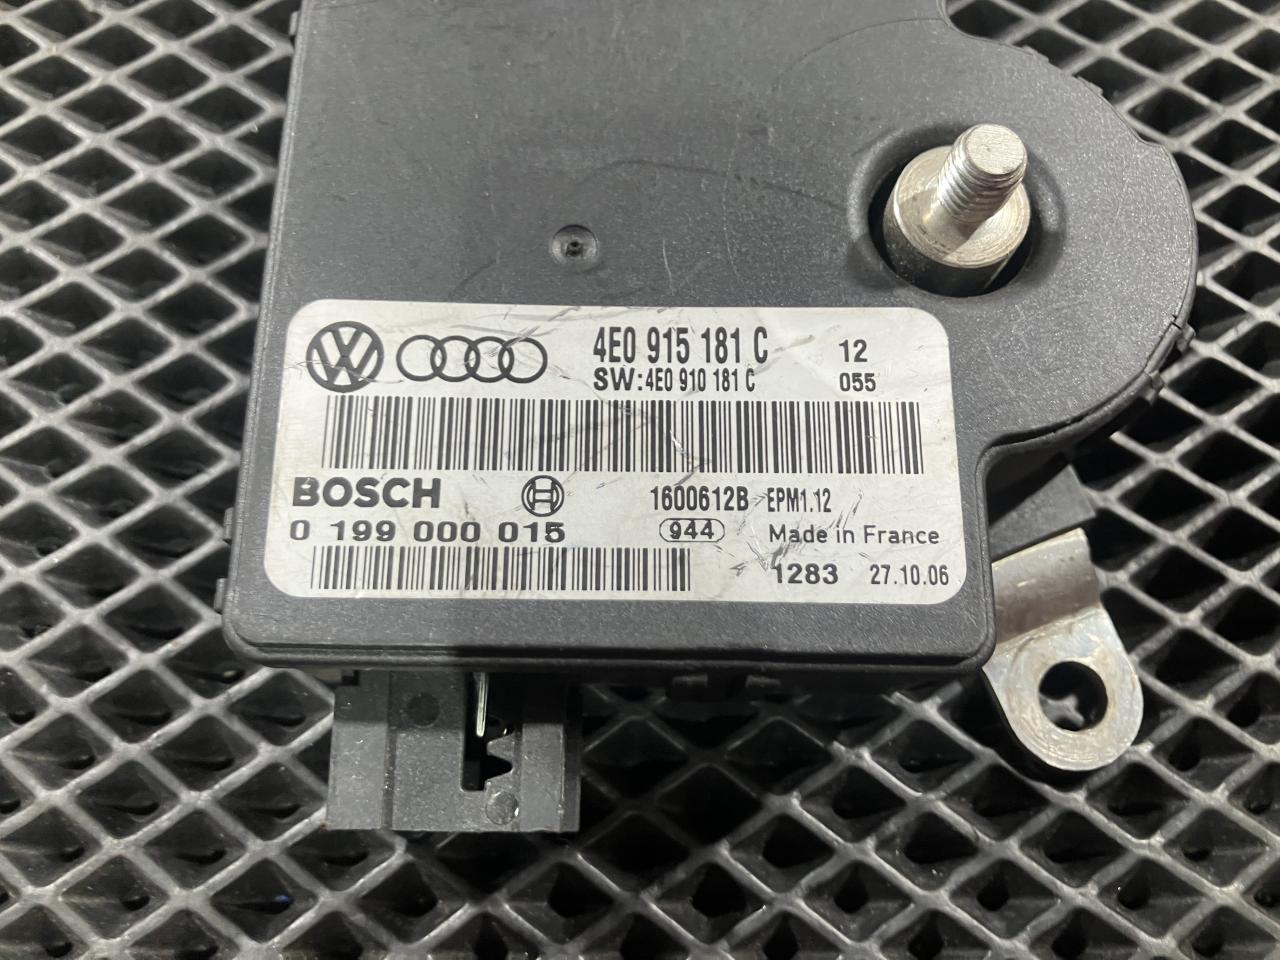 4E0 915 181 C 12
SW:4E0 910 181 C 055
BOSCH 1600612B EPM1.12
0 199 000 015 944 Made in France
1283 27.10.06